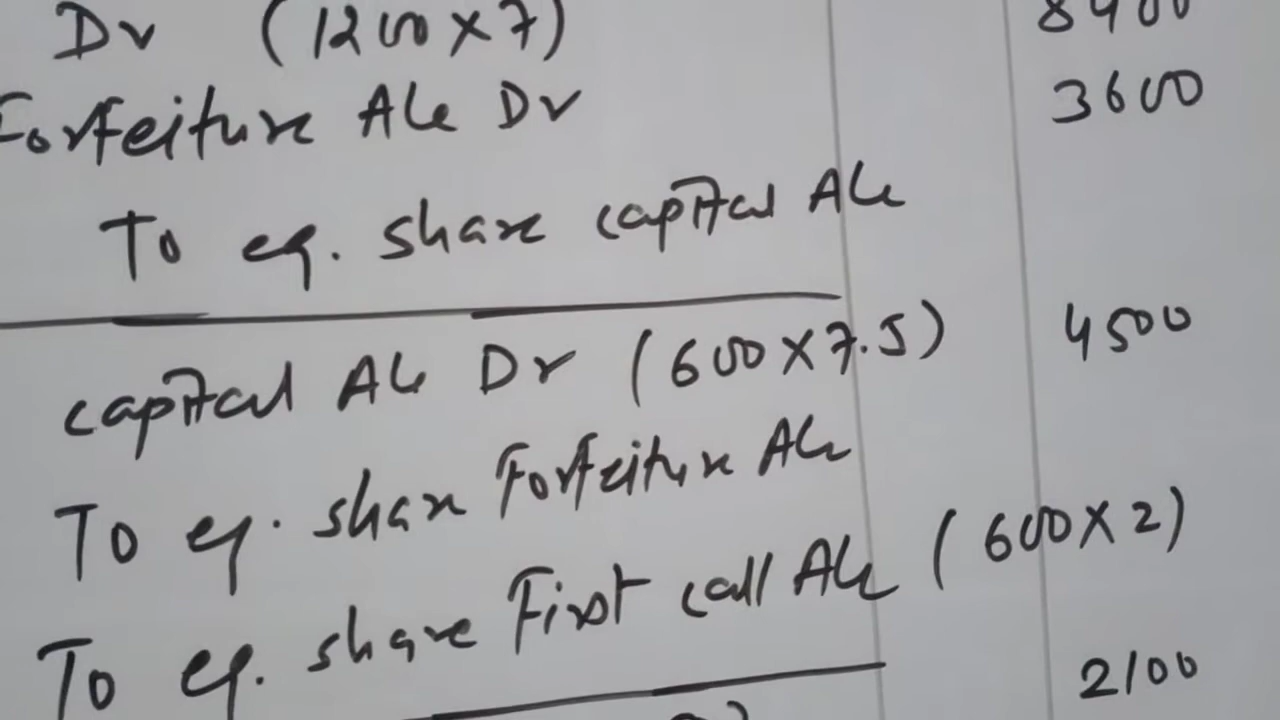 Dr (1200×7) 8400
Forfeiture A/c Dr 3600
To eq. share capital A/c
capital A/c Dr (600×7.5) 4500
To eq. share Forfeiture A/c
To eq. share First call A/c (600×2)
2100